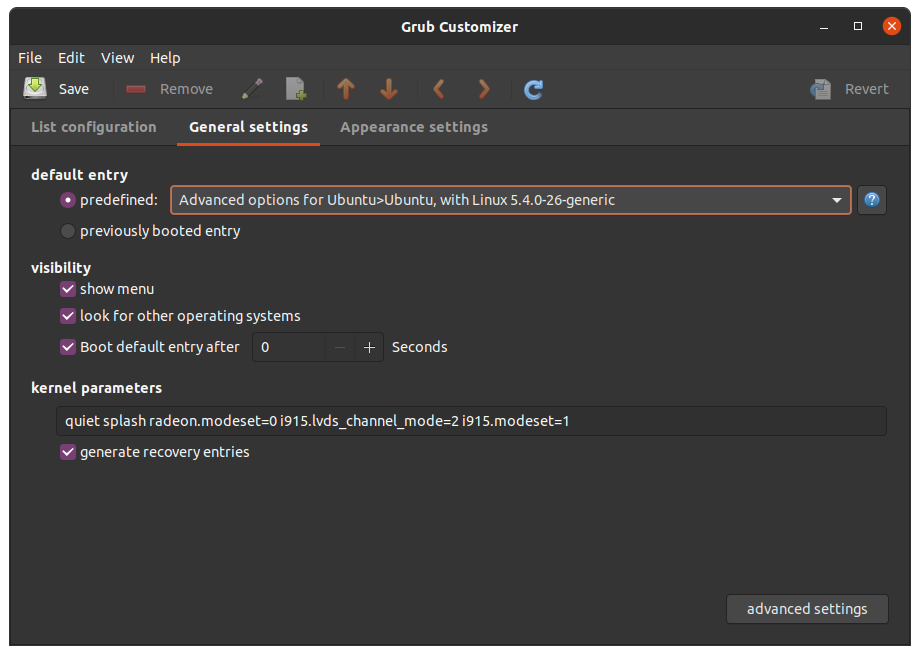 Grub Customizer
File Edit View Help
Save Remove Revert
List configuration General settings Appearance settings
default entry
predefined: Advanced options for Ubuntu>Ubuntu, with Linux 5.4.0-26-generic
previously booted entry
visibility
show menu
look for other operating systems
Boot default entry after 0 Seconds
kernel parameters
quiet splash radeon.modeset=0 i915.lvds_channel_mode=2 i915.modeset=1
generate recovery entries
advanced settings